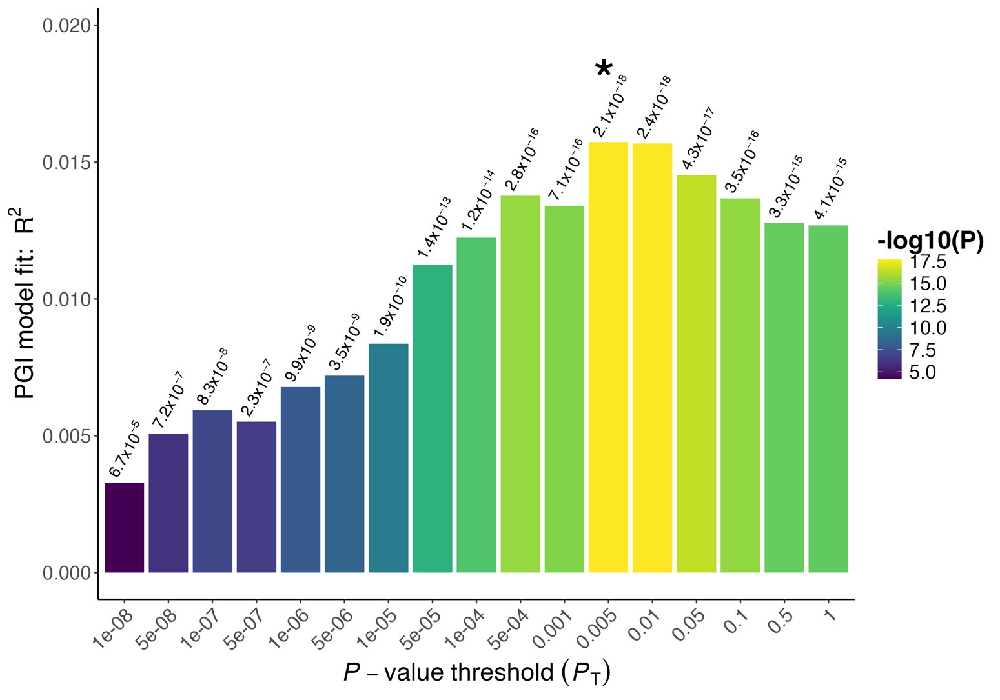 PGI model fit: R²
0.020
0.015
0.010
0.005
0.000
6.7x10⁻⁵
7.2x10⁻⁷
8.3x10⁻⁸
2.3x10⁻⁷
9.9x10⁻⁹
3.5x10⁻⁹
1.9x10⁻¹⁰
1.4x10⁻¹³
1.2x10⁻¹⁴
2.8x10⁻¹⁶
7.1x10⁻¹⁶
*
2.1x10⁻¹⁸
2.4x10⁻¹⁸
4.3x10⁻¹⁷
3.5x10⁻¹⁶
3.3x10⁻¹⁵
4.1x10⁻¹⁵
1e-08
5e-08
1e-07
5e-07
1e-06
5e-06
1e-05
5e-05
1e-04
5e-04
0.001
0.005
0.01
0.05
0.1
0.5
1
P – value threshold (P_T)
-log10(P)
17.5
15.0
12.5
10.0
7.5
5.0